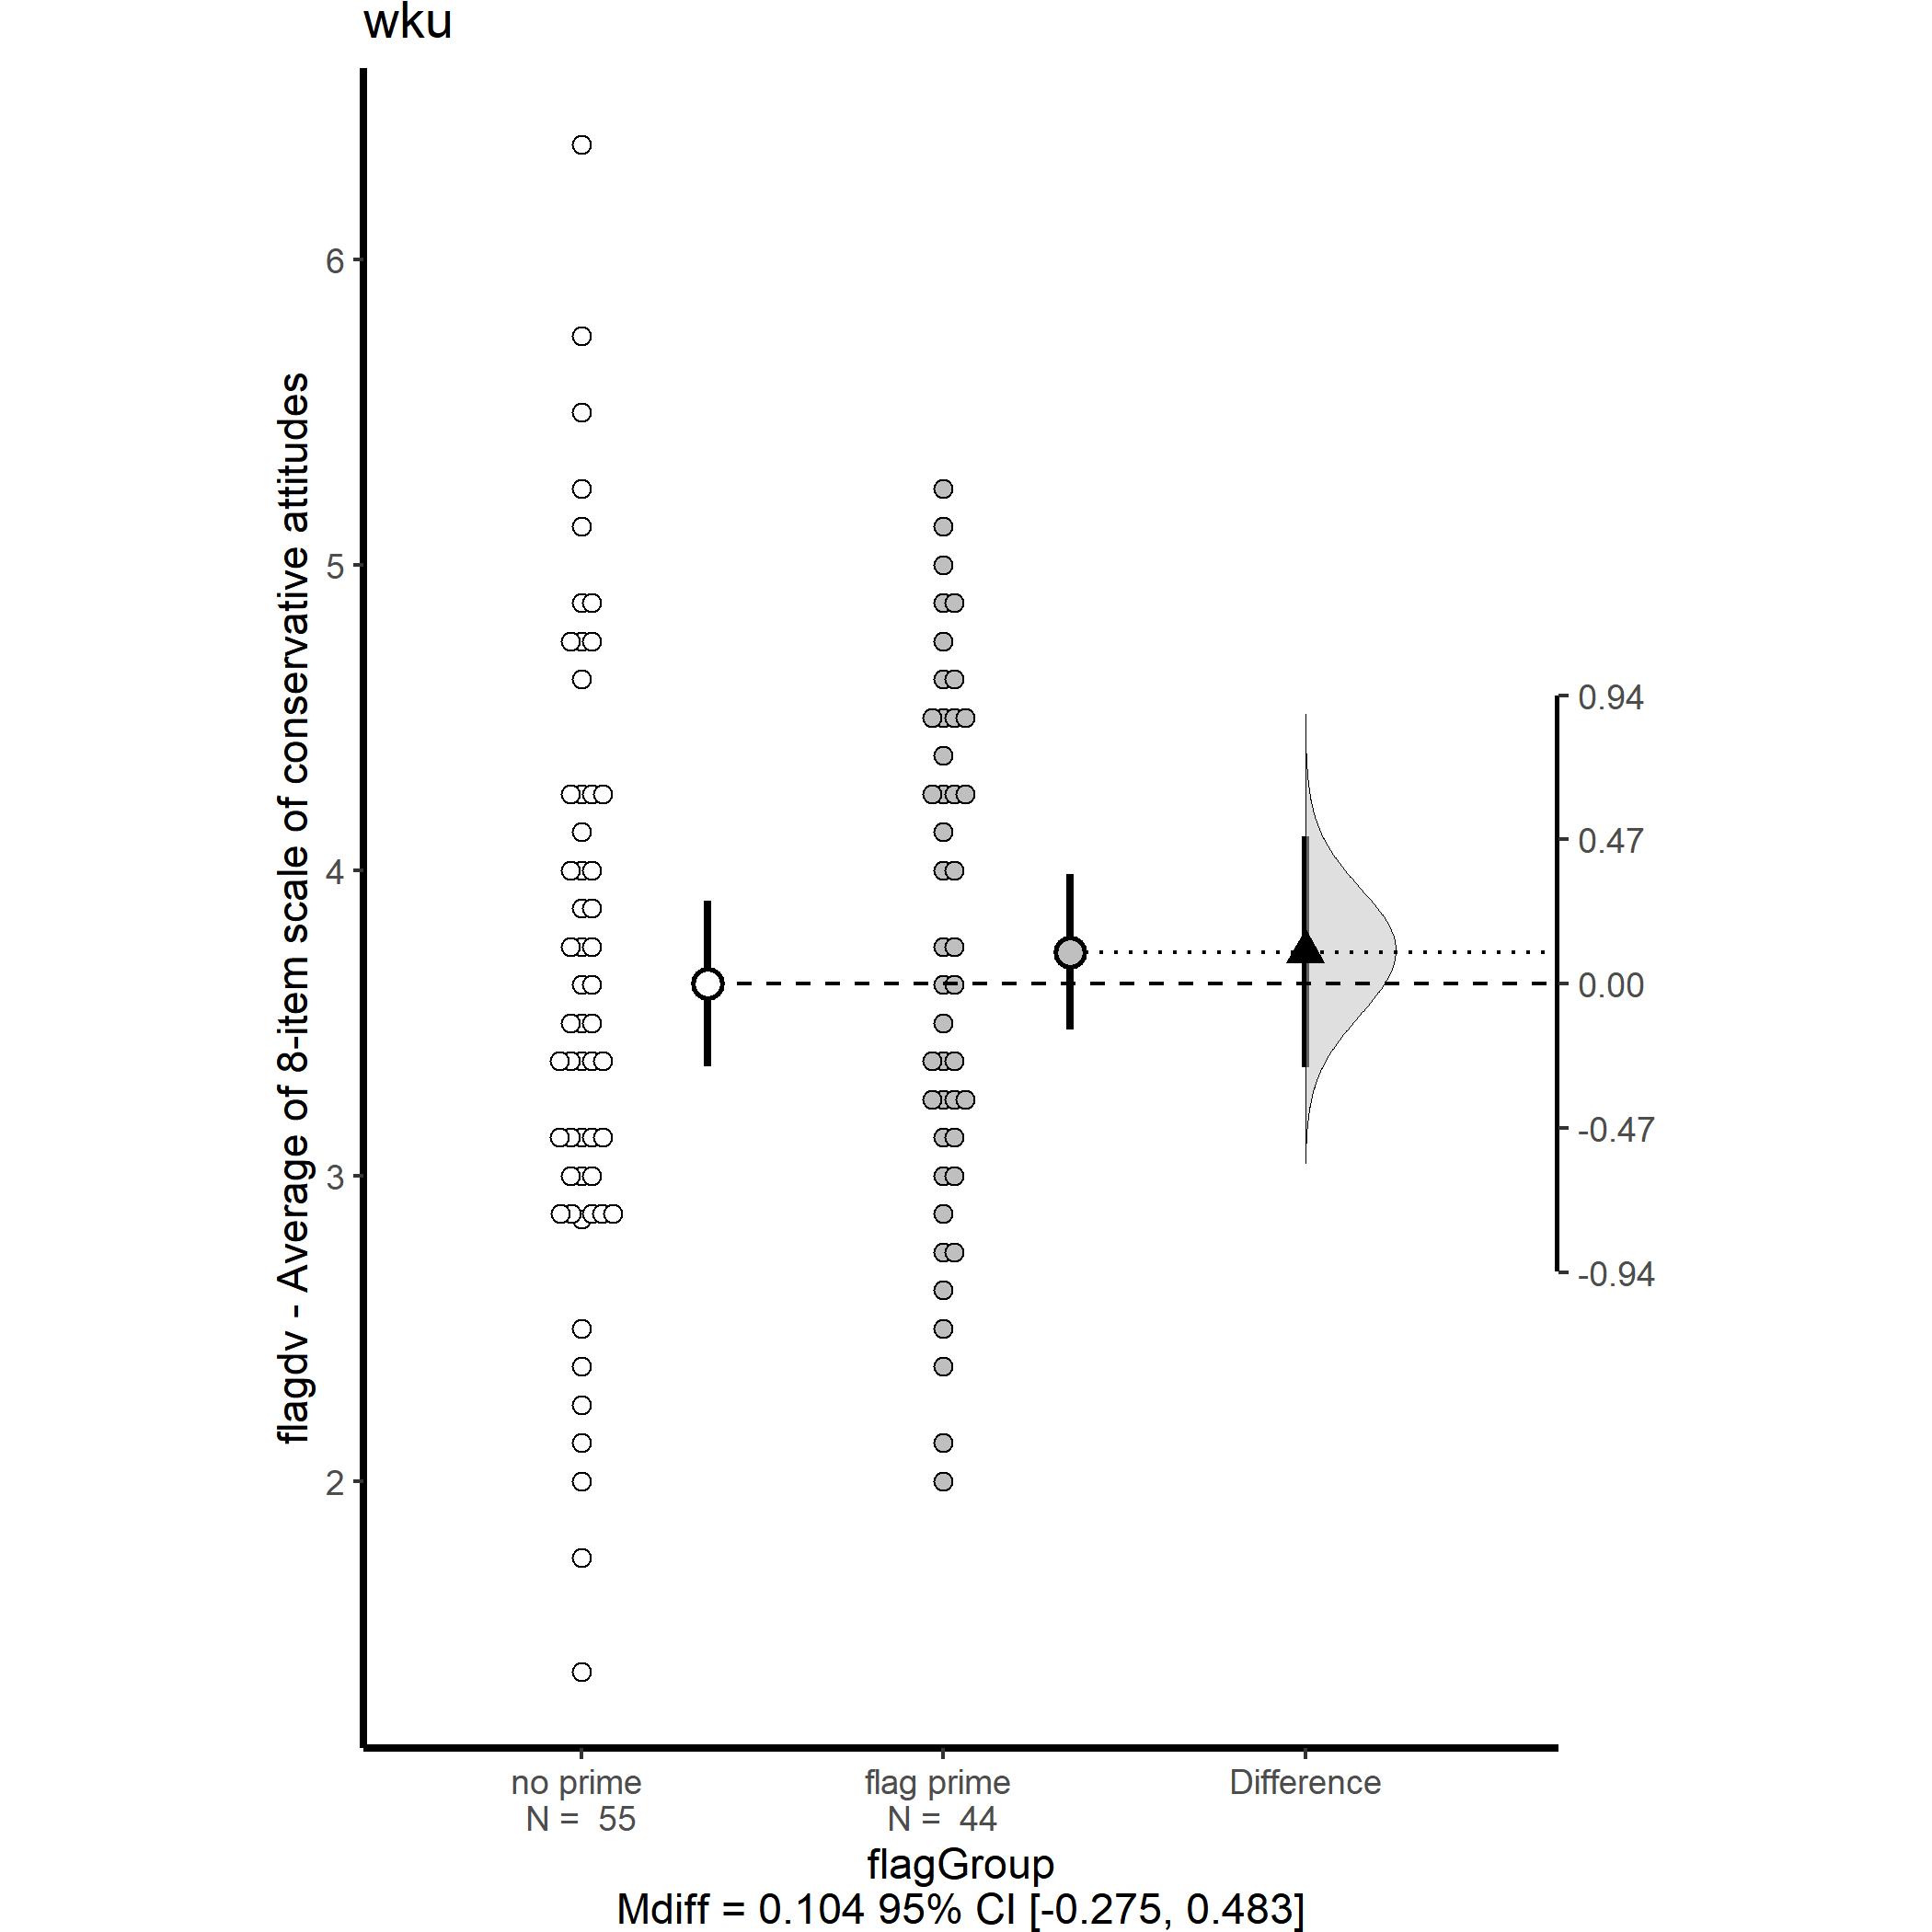 wku
flagdv - Average of 8-item scale of conservative attitudes
6
5
4
3
2
0.94
0.47
0.00
-0.47
-0.94
no prime
N =  55
flag prime
N =  44
Difference
flagGroup
Mdiff = 0.104 95% CI [-0.275, 0.483]